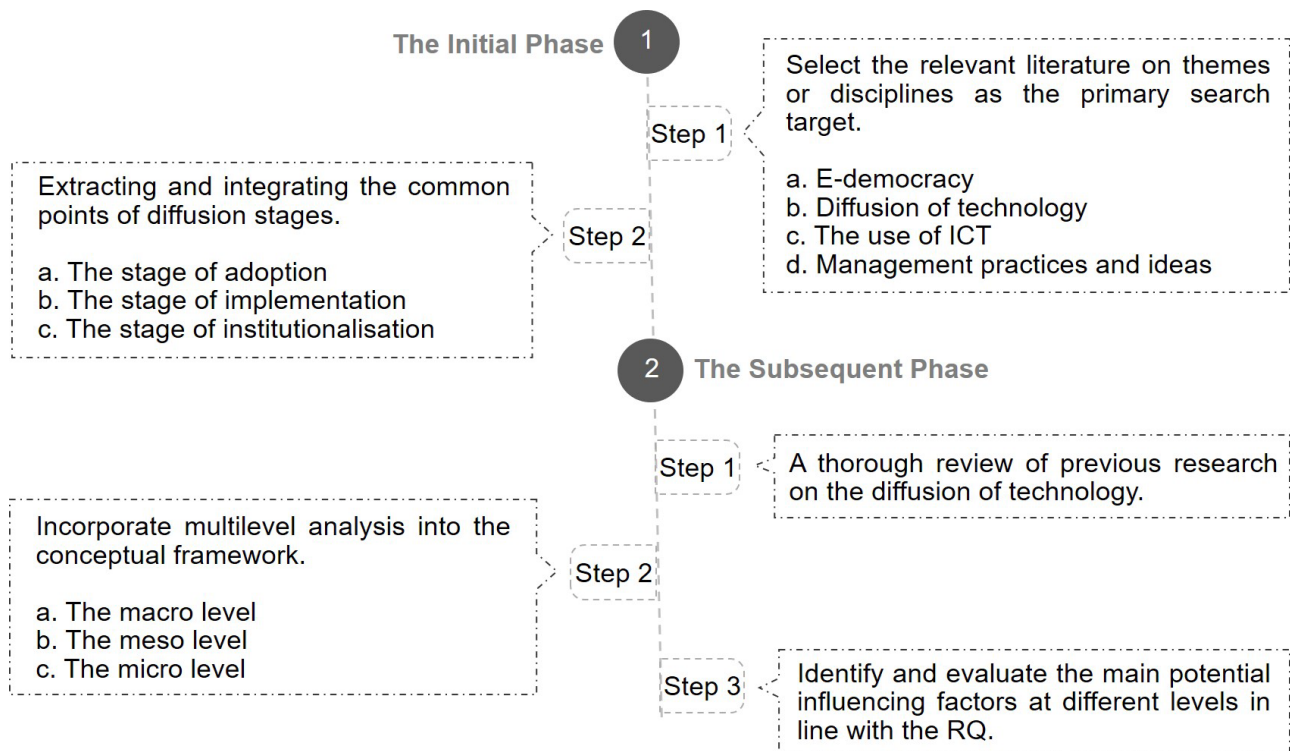 The Initial Phase
1
Step 1
Select the relevant literature on themes
or disciplines as the primary search
target.
a. E-democracy
b. Diffusion of technology
c. The use of ICT
d. Management practices and ideas
Step 2
Extracting and integrating the common
points of diffusion stages.
a. The stage of adoption
b. The stage of implementation
c. The stage of institutionalisation
2
The Subsequent Phase
Step 1
A thorough review of previous research
on the diffusion of technology.
Step 2
Incorporate multilevel analysis into the
conceptual framework.
a. The macro level
b. The meso level
c. The micro level
Step 3
Identify and evaluate the main potential
influencing factors at different levels in
line with the RQ.